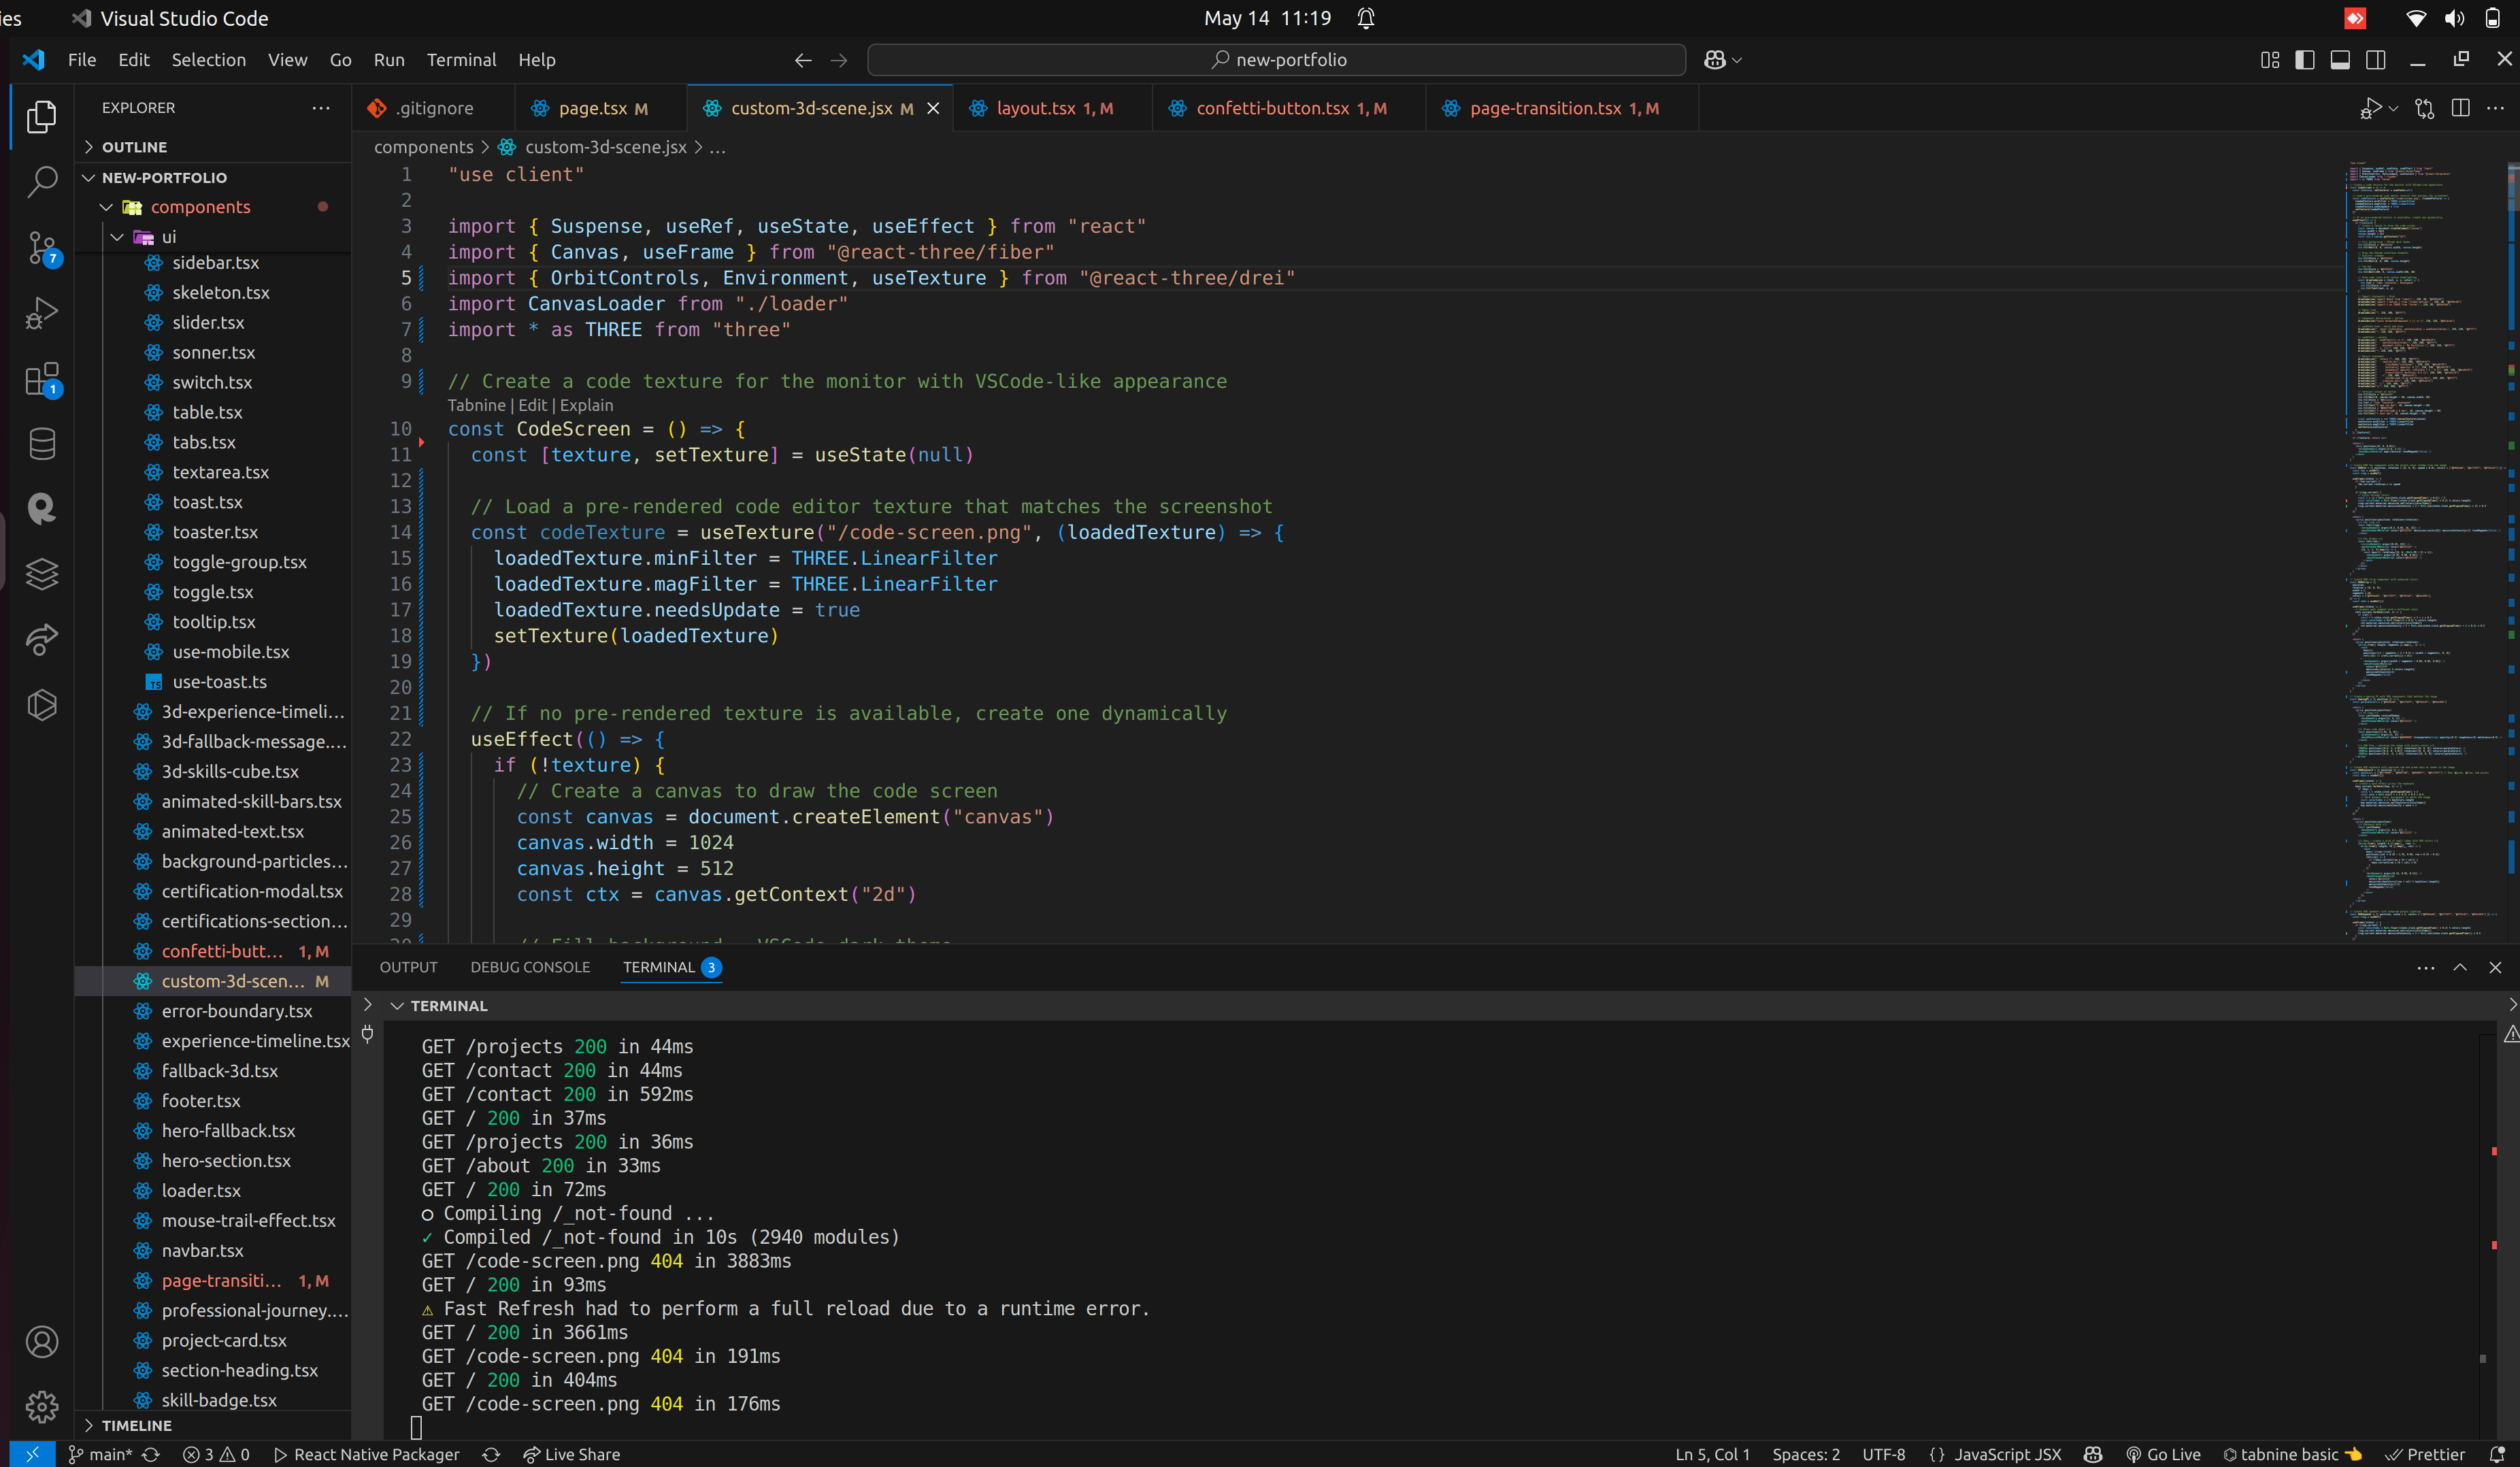 ies
Visual Studio Code
May 14 11:19
File Edit Selection View Go Run Terminal Help
new-portfolio
EXPLORER
.gitignore
page.tsx M
custom-3d-scene.jsx M
layout.tsx 1, M
confetti-button.tsx 1, M
page-transition.tsx 1, M
OUTLINE
NEW-PORTFOLIO
components
ui
sidebar.tsx
skeleton.tsx
slider.tsx
sonner.tsx
switch.tsx
table.tsx
tabs.tsx
textarea.tsx
toast.tsx
toaster.tsx
toggle-group.tsx
toggle.tsx
tooltip.tsx
use-mobile.tsx
TS use-toast.ts
3d-experience-timeli...
3d-fallback-message....
3d-skills-cube.tsx
animated-skill-bars.tsx
animated-text.tsx
background-particles...
certification-modal.tsx
certifications-section...
confetti-butt... 1, M
custom-3d-scen... M
error-boundary.tsx
experience-timeline.tsx
fallback-3d.tsx
footer.tsx
hero-fallback.tsx
hero-section.tsx
loader.tsx
mouse-trail-effect.tsx
navbar.tsx
page-transiti... 1, M
professional-journey....
project-card.tsx
section-heading.tsx
skill-badge.tsx
TIMELINE
7
1
components > custom-3d-scene.jsx > ...
1 "use client"
2
3 import { Suspense, useRef, useState, useEffect } from "react"
4 import { Canvas, useFrame } from "@react-three/fiber"
5 import { OrbitControls, Environment, useTexture } from "@react-three/drei"
6 import CanvasLoader from "./loader"
7 import * as THREE from "three"
8
9 // Create a code texture for the monitor with VSCode-like appearance
Tabnine | Edit | Explain
10 const CodeScreen = () => {
11 const [texture, setTexture] = useState(null)
12
13 // Load a pre-rendered code editor texture that matches the screenshot
14 const codeTexture = useTexture("/code-screen.png", (loadedTexture) => {
15 loadedTexture.minFilter = THREE.LinearFilter
16 loadedTexture.magFilter = THREE.LinearFilter
17 loadedTexture.needsUpdate = true
18 setTexture(loadedTexture)
19 })
20
21 // If no pre-rendered texture is available, create one dynamically
22 useEffect(() => {
23 if (!texture) {
24 // Create a canvas to draw the code screen
25 const canvas = document.createElement("canvas")
26 canvas.width = 1024
27 canvas.height = 512
28 const ctx = canvas.getContext("2d")
29
30 // Fill background - VSCode dark theme
OUTPUT DEBUG CONSOLE TERMINAL 3
TERMINAL
GET /projects 200 in 44ms
GET /contact 200 in 44ms
GET /contact 200 in 592ms
GET / 200 in 37ms
GET /projects 200 in 36ms
GET /about 200 in 33ms
GET / 200 in 72ms
○ Compiling /_not-found ...
✓ Compiled /_not-found in 10s (2940 modules)
GET /code-screen.png 404 in 3883ms
GET / 200 in 93ms
⚠ Fast Refresh had to perform a full reload due to a runtime error.
GET / 200 in 3661ms
GET /code-screen.png 404 in 191ms
GET / 200 in 404ms
GET /code-screen.png 404 in 176ms
main* 3 0 React Native Packager Live Share Ln 5, Col 1 Spaces: 2 UTF-8 {} JavaScript JSX Go Live tabnine basic 👈 Prettier